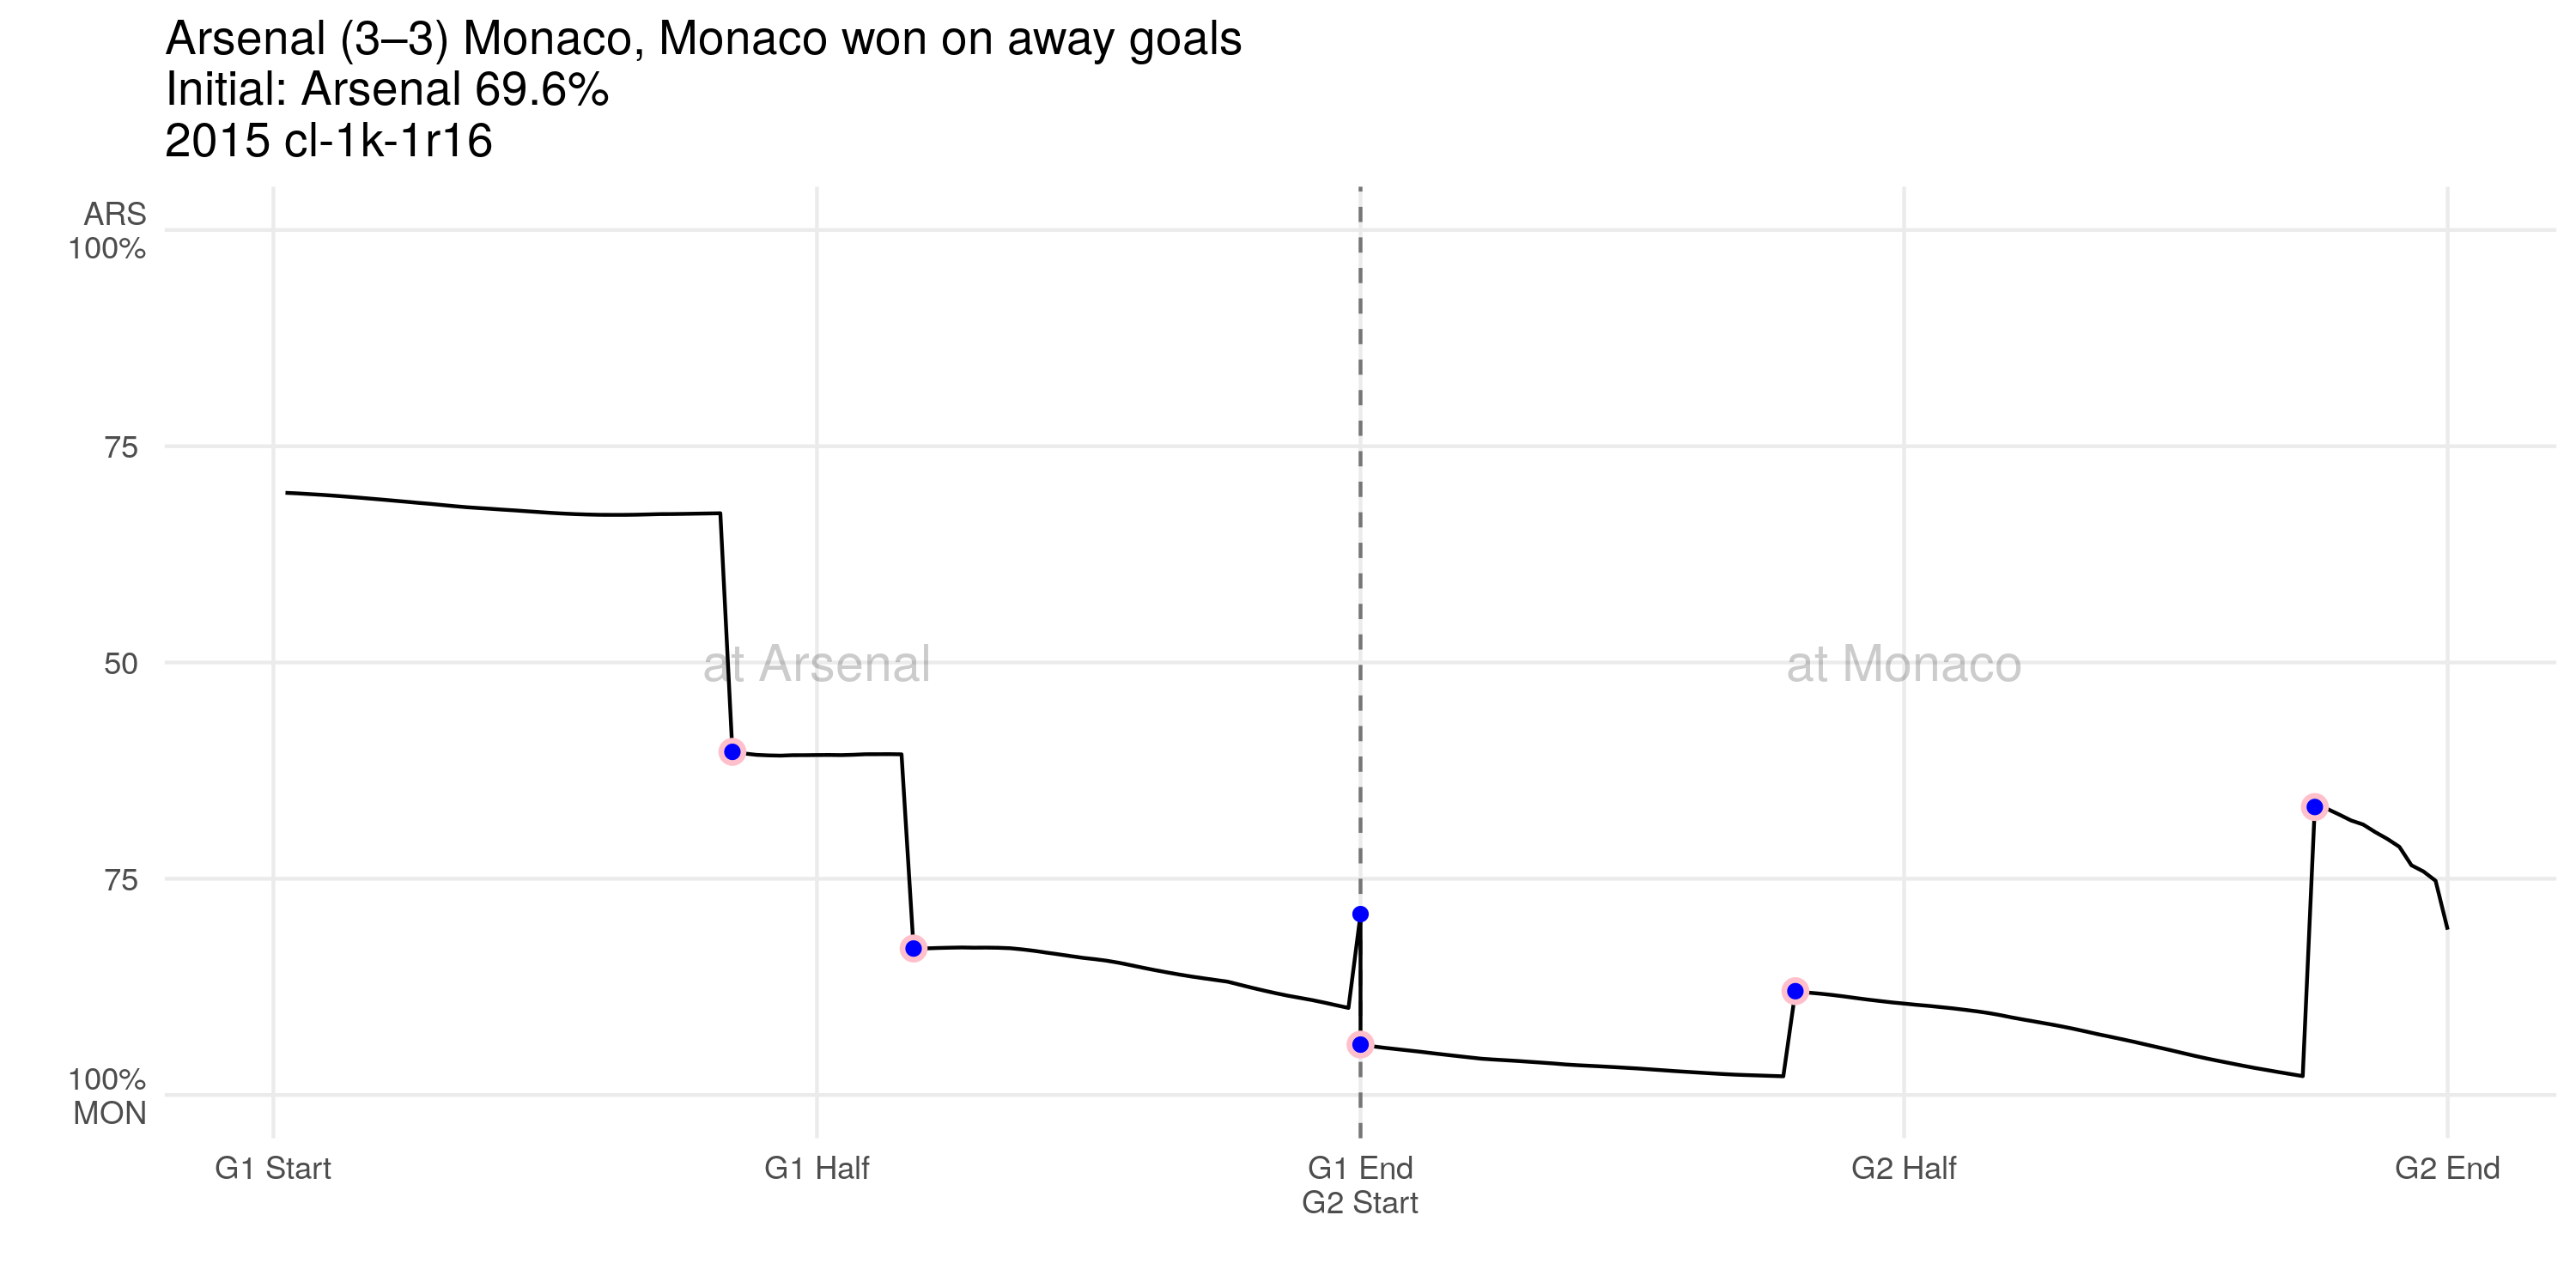 Arsenal (3–3) Monaco, Monaco won on away goals
Initial: Arsenal 69.6%
2015 cl-1k-1r16
ARS
100%
75
50
75
100%
MON
at Arsenal
at Monaco
G1 Start
G1 Half
G1 End
G2 Start
G2 Half
G2 End